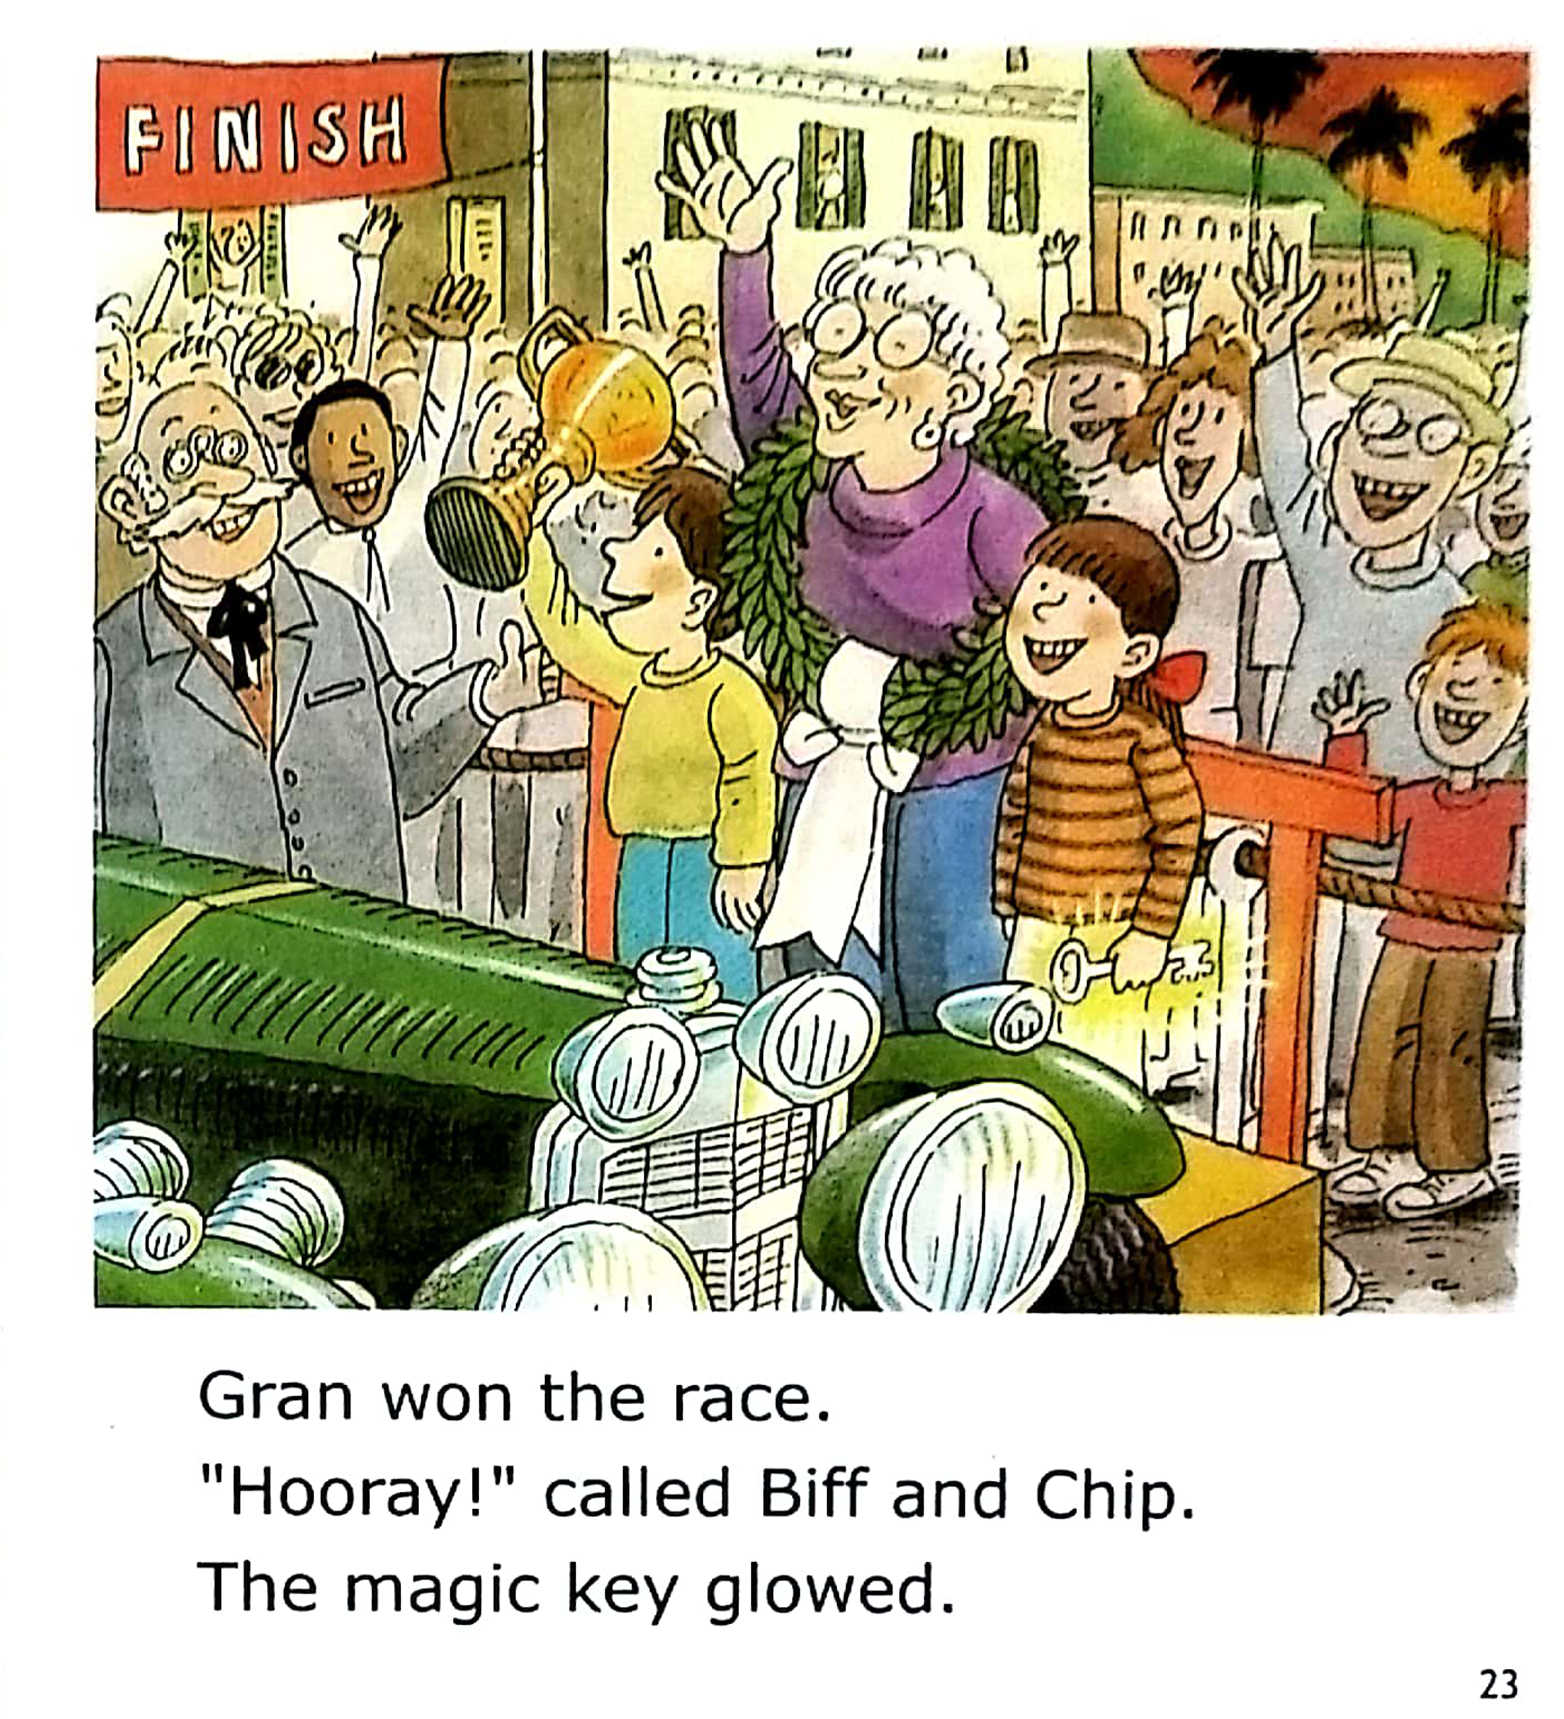 FINISH
Gran won the race.
"Hooray!" called Biff and Chip.
The magic key glowed.
23